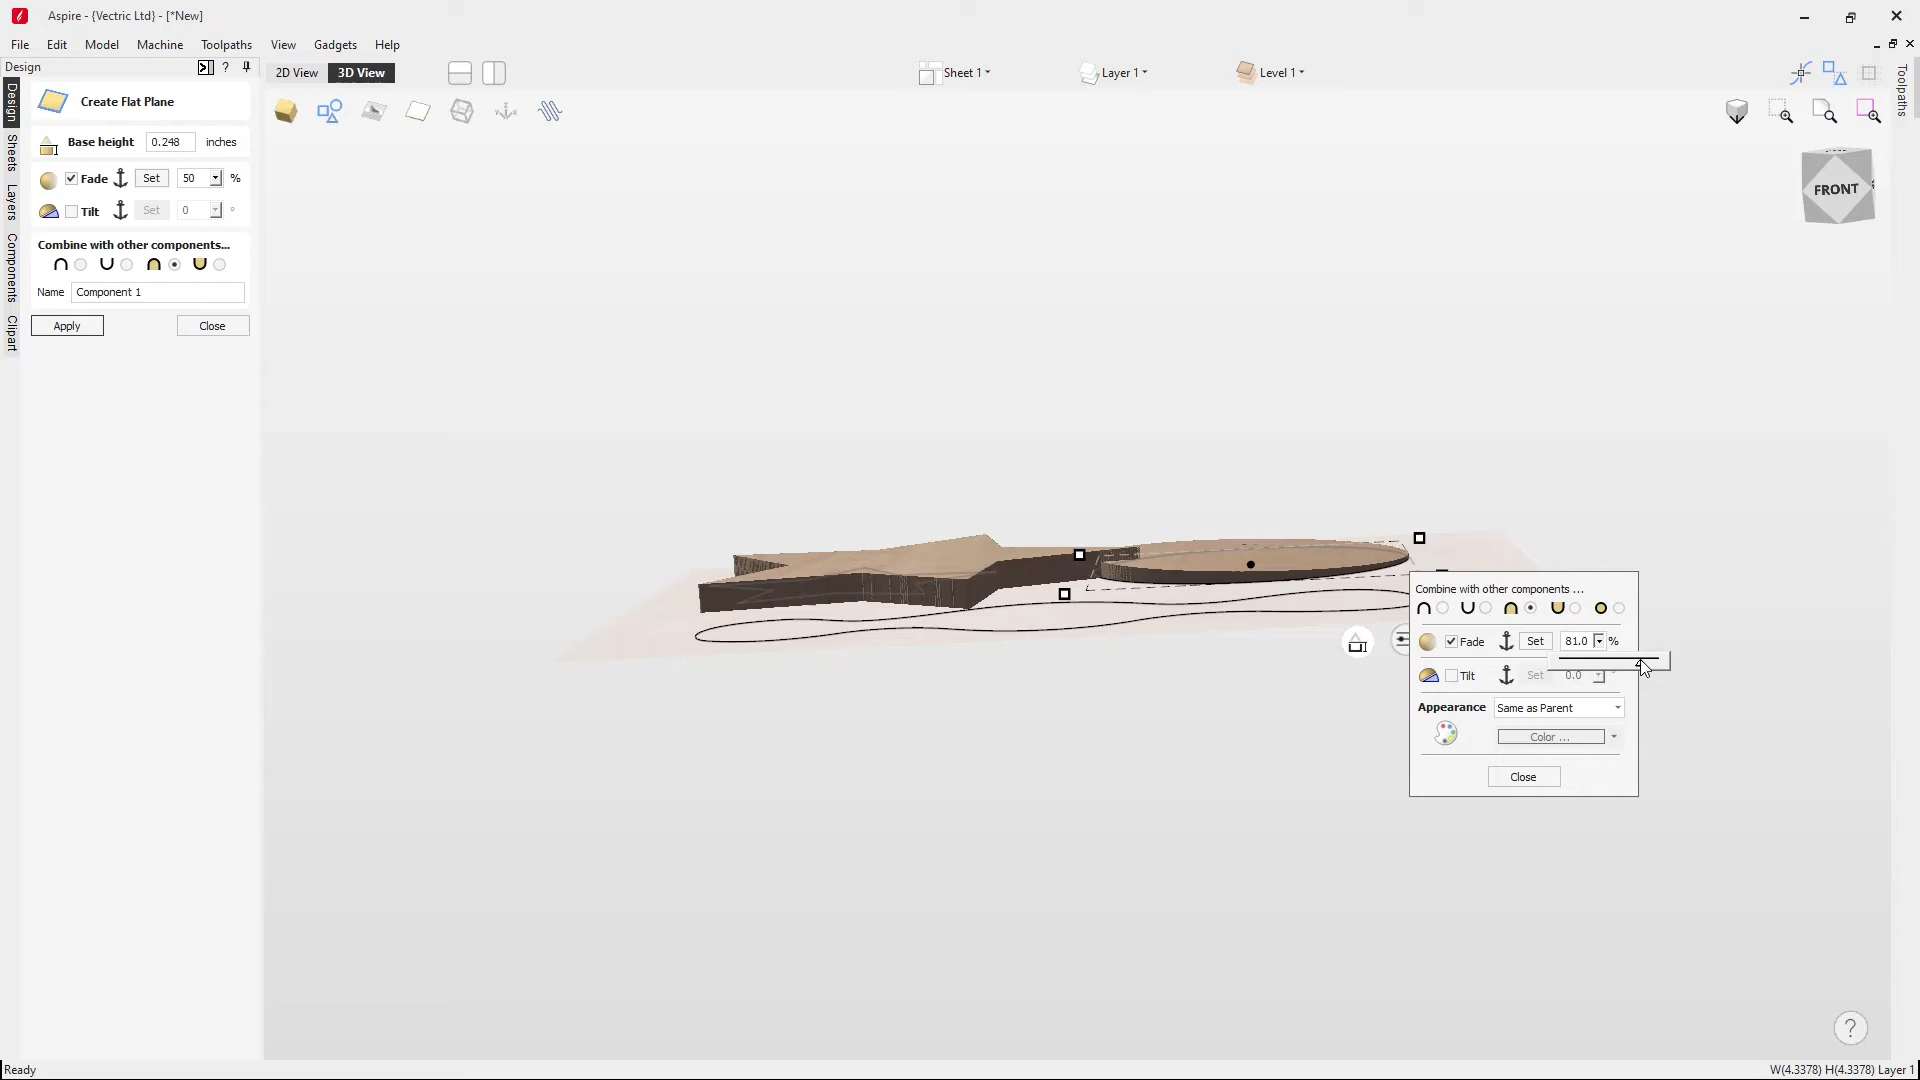 Aspire - {Vectric Ltd} - [*New]
File Edit Model Machine Toolpaths View Gadgets Help
Design ?
2D View 3D View Sheet 1 Layer 1 Level 1
Toolpaths
Design
Sheets
Layers
Components
Clipart
Create Flat Plane
Base height 0.248 inches
Fade Set 50 %
Tilt Set 0 °
Combine with other components...
Name Component 1
Apply Close
FRONT
Combine with other components ...
Fade Set 81.0 %
Tilt Set 0.0 °
Appearance Same as Parent
Color ...
Close
?
Ready W(4.3378) H(4.3378) Layer 1